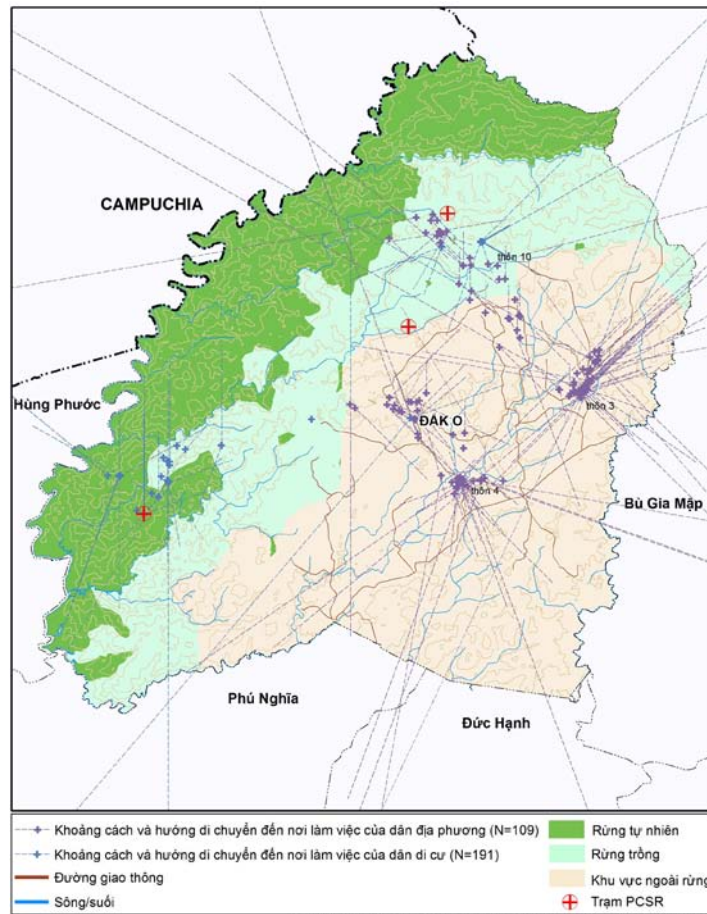 CAMPUCHIA
thôn 10
Hùng Phước
thôn 3
ĐĂK Ơ
thôn 4
Bù Gia Mập
Phú Nghĩa
Đức Hạnh
Khoảng cách và hướng di chuyển đến nơi làm việc của dân địa phương (N=109)
Khoảng cách và hướng di chuyển đến nơi làm việc của dân di cư (N=191)
Đường giao thông
Sông/suối
Rừng tự nhiên
Rừng trồng
Khu vực ngoài rừng
Trạm PCSR